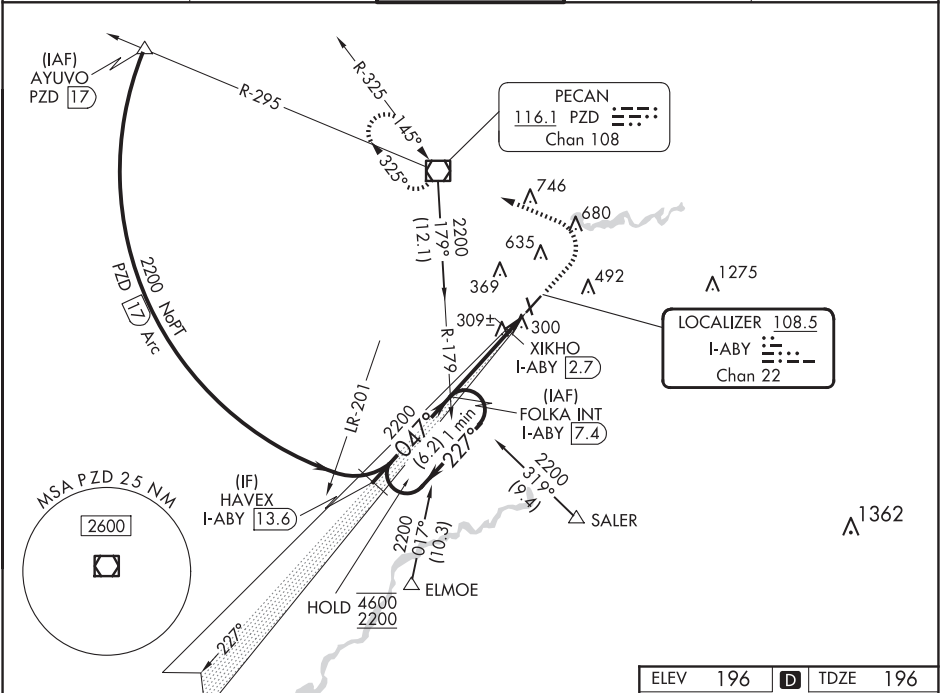 (IAF)
AYUVO
PZD 17
R-295
R-325
145°
325°
PECAN
116.1 PZD
Chan 108
2200
179°
(12.1)
R-179
746
680
635
369
492
1275
309±
300
XIKHO
I-ABY 2.7
LOCALIZER 108.5
I-ABY
Chan 22
(IAF)
FOLKA INT
I-ABY 7.4
2200 NoPT
PZD 17 Arc
LR-201
2200
047°
(6.2) 1 min
227°
(IF)
HAVEX
I-ABY 13.6
2200
319°
(9.4)
SALER
2200
017°
(10.3)
ELMOE
1362
MSA PZD 25 NM
2600
HOLD 4600
2200
227°
ELEV 196 D TDZE 196